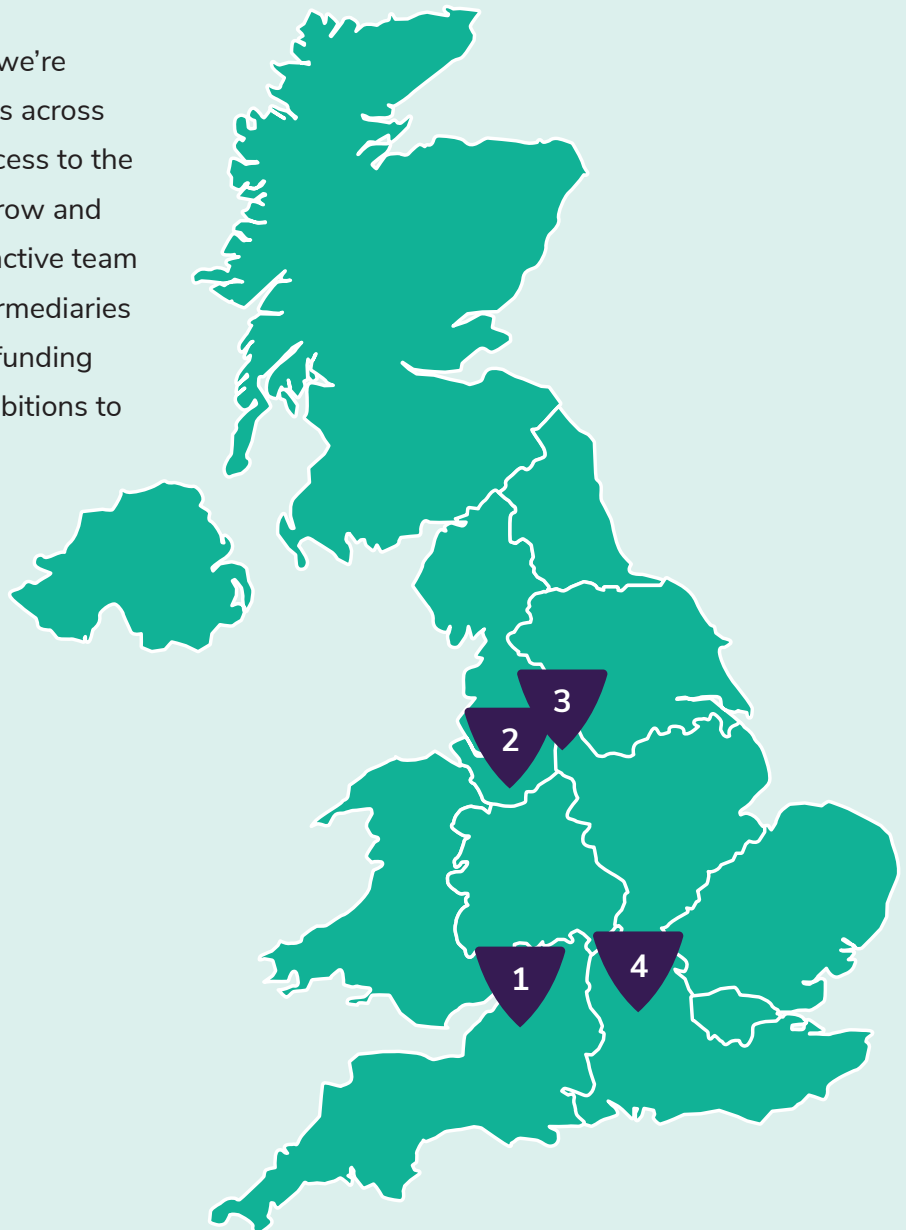 we’re
s across
cess to the
row and
active team
rmediaries
funding
bitions to
3
2
4
1